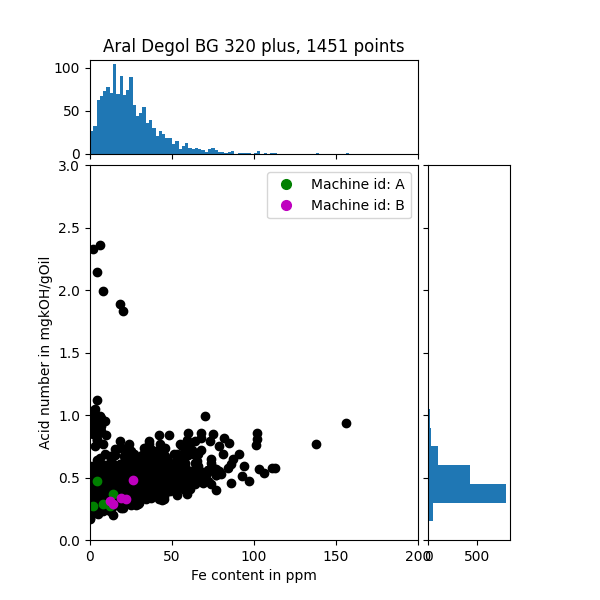 Aral Degol BG 320 plus, 1451 points
100
50
0
3.0
2.5
2.0
1.5
1.0
0.5
0.0
Acid number in mgkOH/gOil
Machine id: A
Machine id: B
0 50 100 150 200
0 500
Fe content in ppm